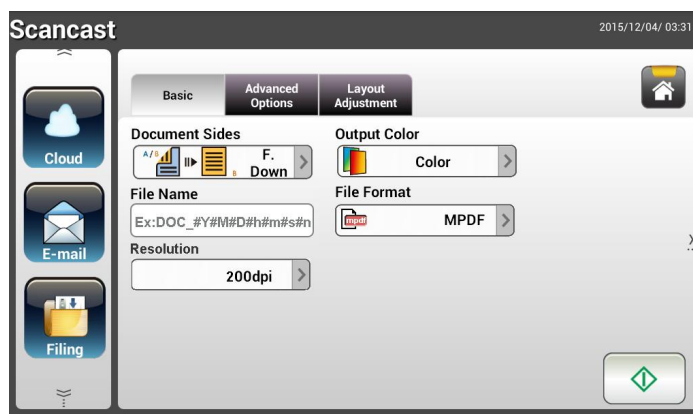 Scancast
2015/12/04/ 03:31
Basic
Advanced
Options
Layout
Adjustment
Cloud
E-mail
Filing
Document Sides
A/B
B
F.
Down
Output Color
Color
File Name
Ex:DOC_#Y#M#D#h#m#s#n
File Format
mpdf
MPDF
Resolution
200dpi